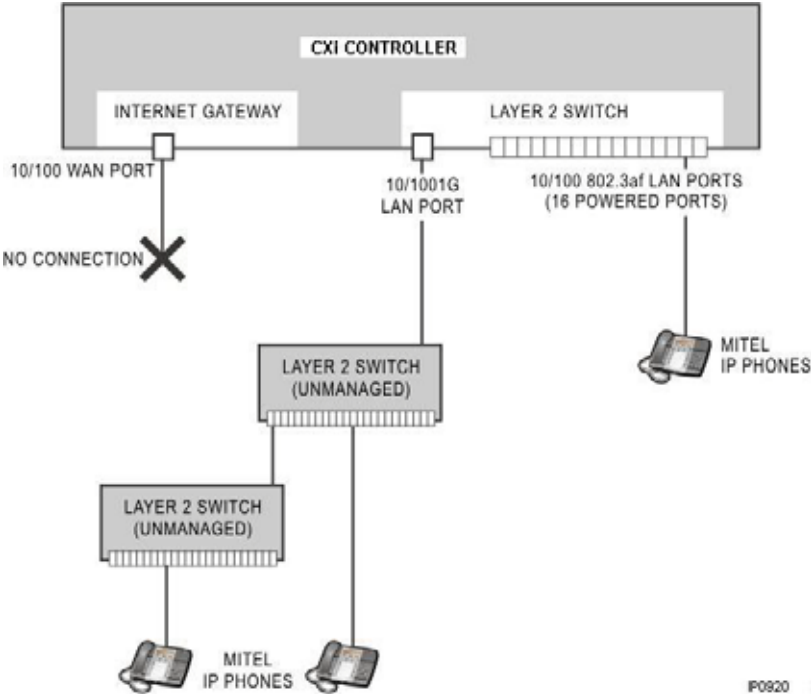 CXI CONTROLLER
INTERNET GATEWAY
LAYER 2 SWITCH
10/100 WAN PORT
10/1001G
LAN PORT
10/100 802.3af LAN PORTS
(16 POWERED PORTS)
NO CONNECTION
MITEL
IP PHONES
LAYER 2 SWITCH
(UNMANAGED)
LAYER 2 SWITCH
(UNMANAGED)
MITEL
IP PHONES
IP0920